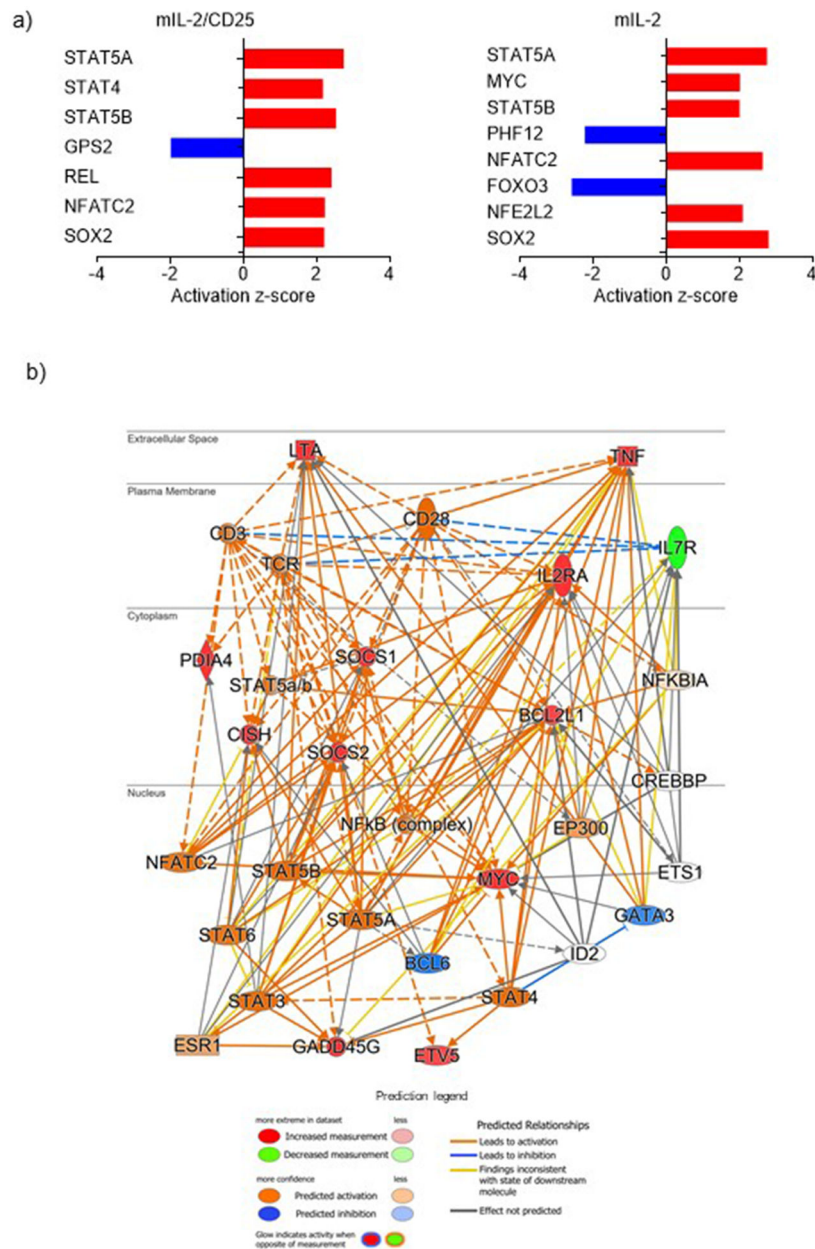 a)
mIL-2/CD25
STAT5A
STAT4
STAT5B
GPS2
REL
NFATC2
SOX2
-4 -2 0 2 4
Activation z-score
mIL-2
STAT5A
MYC
STAT5B
PHF12
NFATC2
FOXO3
NFE2L2
SOX2
-4 -2 0 2 4
Activation z-score
b)
Extracellular Space
LTA TNF
Plasma Membrane
CD28
CD3
IL7R
TCR
IL2RA
Cytoplasm
SOCS1
PDIA4
NFKBIA
STAT5a/b
BCL2L1
CISH
SOCS2
CREBBP
Nucleus
NFkB (complex) EP300
NFATC2
STAT5B ETS1
MYC
GATA3
STAT5A
STAT6
ID2
BCL6
STAT4
STAT3
ESR1 GADD45G
ETV5
Prediction legend
more extreme in dataset less
Increased measurement
Decreased measurement
more confidence less
Predicted activation
Predicted inhibition
Glow indicates activity when
opposite of measurement
Predicted Relationships
Leads to activation
Leads to inhibition
Findings inconsistent
with state of downstream
molecule
Effect not predicted